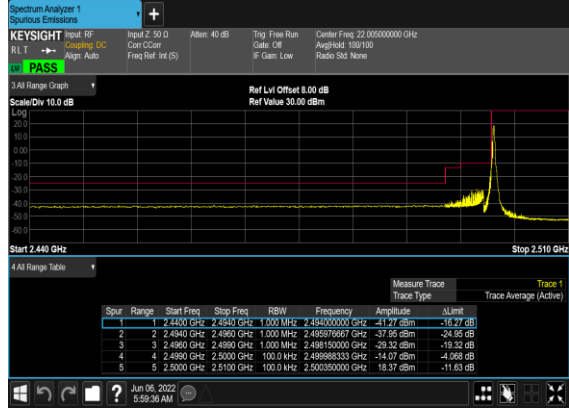 Spectrum Analyzer 1
Spurious Emissions
+
KEYSIGHT Input: RF Input Z: 50 Ω Atten: 40 dB Trig: Free Run Center Freq: 22.005000000 GHz
RLT Coupling: DC Corr CCorr Gate: Off Avg|Hold: 100/100
Align: Auto Freq Ref: Int (S) IF Gain: Low Radio Std: None
PASS
3 All Range Graph
Ref Lvl Offset 8.00 dB
Scale/Div 10.0 dB Ref Value 30.00 dBm
Log
20.0
10.0
0.00
-10.0
-20.0
-30.0
-40.0
-50.0
-60.0
Start 2.440 GHz Stop 2.510 GHz
4 All Range Table
Measure Trace Trace 1
Trace Type Trace Average (Active)
Spur Range Start Freq Stop Freq RBW Frequency Amplitude ΔLimit
1 1 2.4400 GHz 2.4940 GHz 1.000 MHz 2.494000000 GHz -41.27 dBm -16.27 dB
2 2 2.4940 GHz 2.4960 GHz 1.000 MHz 2.495976667 GHz -37.95 dBm -24.95 dB
3 3 2.4960 GHz 2.4990 GHz 1.000 MHz 2.498150000 GHz -29.32 dBm -19.32 dB
4 4 2.4990 GHz 2.5000 GHz 100.0 kHz 2.499988333 GHz -14.07 dBm -4.068 dB
5 5 2.5000 GHz 2.5100 GHz 100.0 kHz 2.500350000 GHz 18.37 dBm -11.63 dB
? Jun 06, 2022
5:59:36 AM